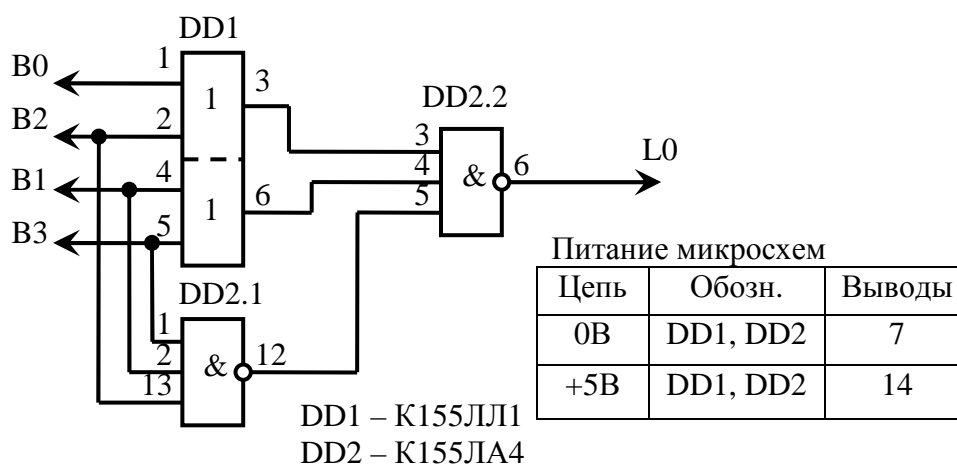 DD1
B0
1
1
3
DD2.2
B2
2
3
L0
B1
4
1
6
4
&
6
5
B3
5
DD2.1
1
2
&
12
13
DD1 – К155ЛЛ1
DD2 – К155ЛА4
Питание микросхем
Цепь Обозн. Выводы
0В DD1, DD2 7
+5В DD1, DD2 14